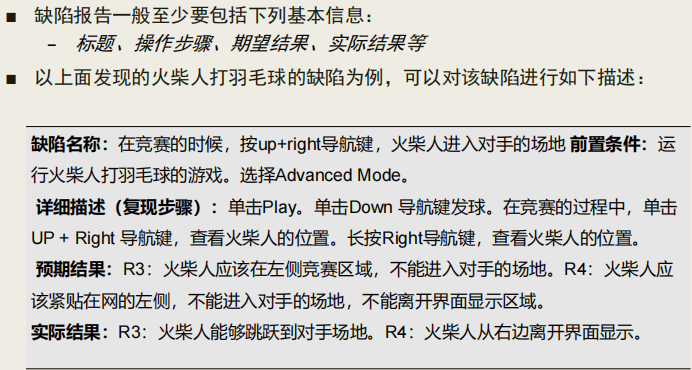 ■ 缺陷报告一般至少要包括下列基本信息：
– 标题、操作步骤、期望结果、实际结果等
■ 以上面发现的火柴人打羽毛球的缺陷为例，可以对该缺陷进行如下描述：
缺陷名称：在竞赛的时候，按up+right导航键，火柴人进入对手的场地 前置条件：运
行火柴人打羽毛球的游戏。选择Advanced Mode。
详细描述（复现步骤）：单击Play。单击Down 导航键发球。在竞赛的过程中，单击
UP + Right 导航键，查看火柴人的位置。长按Right导航键，查看火柴人的位置。
预期结果：R3：火柴人应该在左侧竞赛区域，不能进入对手的场地。R4：火柴人应
该紧贴在网的左侧，不能进入对手的场地，不能离开界面显示区域。
实际结果：R3：火柴人能够跳跃到对手场地。R4：火柴人从右边离开界面显示。